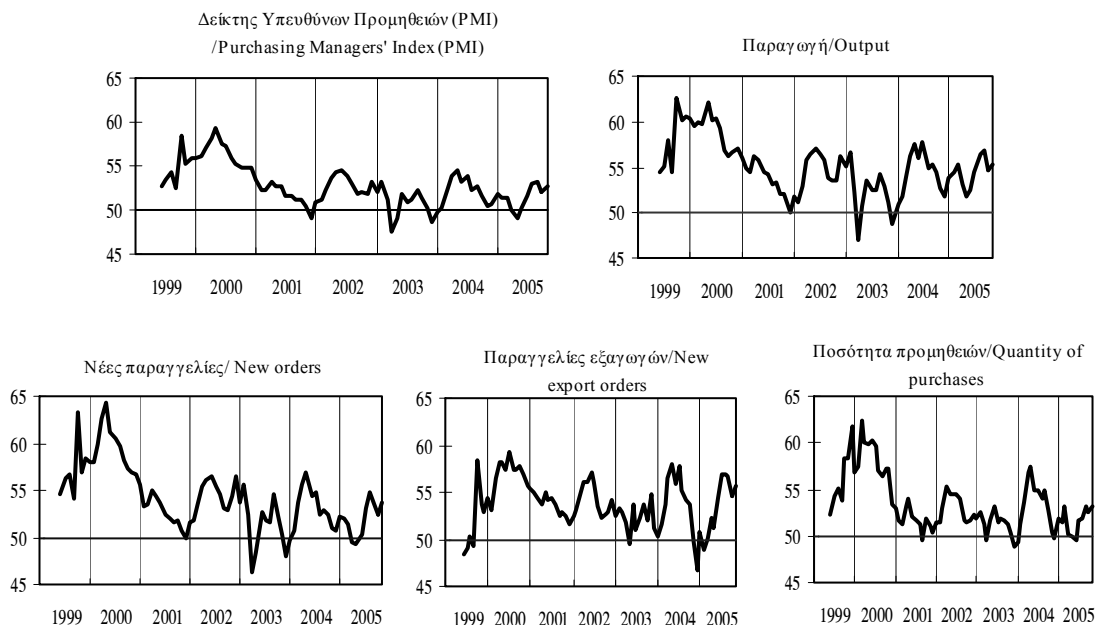 Δείκτης Υπευθύνων Προμηθειών (PMI)
/Purchasing Managers' Index (PMI)
65
60
55
50
45
1999 2000 2001 2002 2003 2004 2005
Παραγωγή/Output
65
60
55
50
45
1999 2000 2001 2002 2003 2004 2005
Νέες παραγγελίες/ New orders
65
60
55
50
45
1999 2000 2001 2002 2003 2004 2005
Παραγγελίες εξαγωγών/New
export orders
65
60
55
50
45
1999 2000 2001 2002 2003 2004 2005
Ποσότητα προμηθειών/Quantity of
purchases
65
60
55
50
45
1999 2000 2001 2002 2003 2004 2005